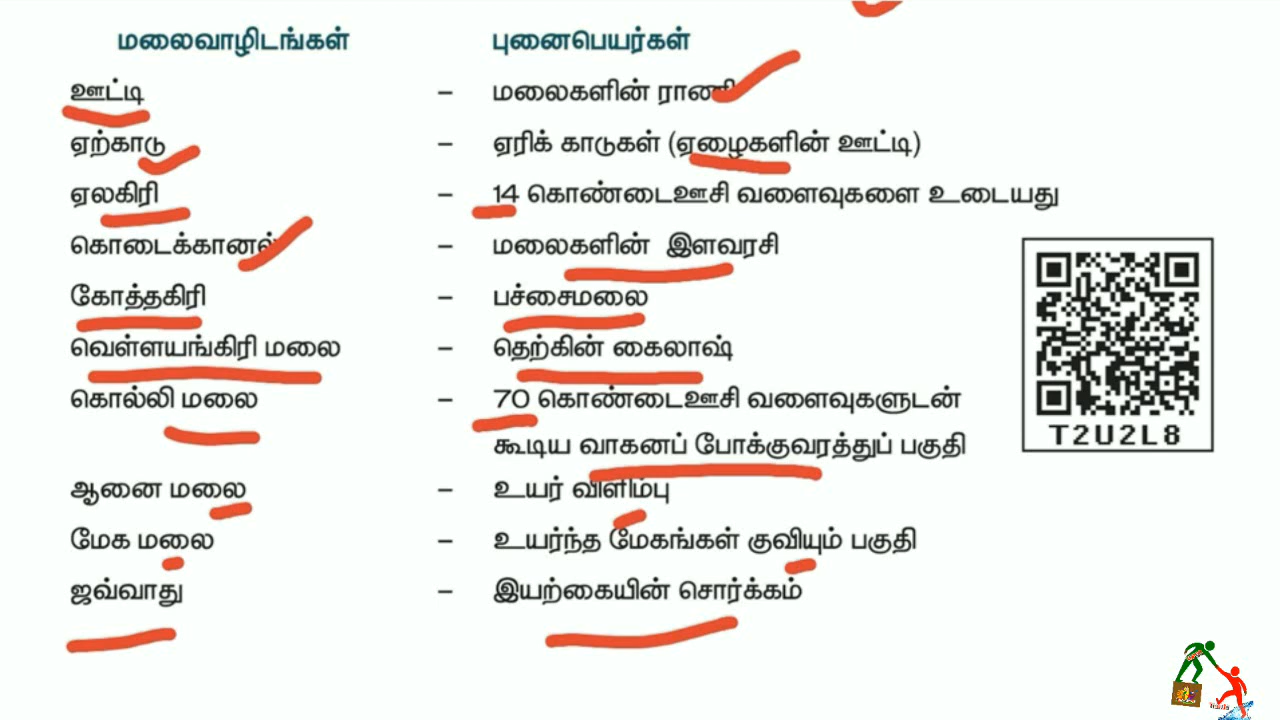 மலைவாழிடங்கள் புனைபெயர்கள்
ஊட்டி – மலைகளின் ராணி
ஏற்காடு – ஏரிக் காடுகள் (ஏழைகளின் ஊட்டி)
ஏலகிரி – 14 கொண்டைஊசி வளைவுகளை உடையது
கொடைக்கானல் – மலைகளின் இளவரசி
கோத்தகிரி – பச்சைமலை
வெள்ளயங்கிரி மலை – தெற்கின் கைலாஷ்
கொல்லி மலை – 70 கொண்டைஊசி வளைவுகளுடன்
கூடிய வாகனப் போக்குவரத்துப் பகுதி
ஆனை மலை – உயர் விளிம்பு
மேக மலை – உயர்ந்த மேகங்கள் குவியும் பகுதி
ஜவ்வாது – இயற்கையின் சொர்க்கம்
T2U2L8